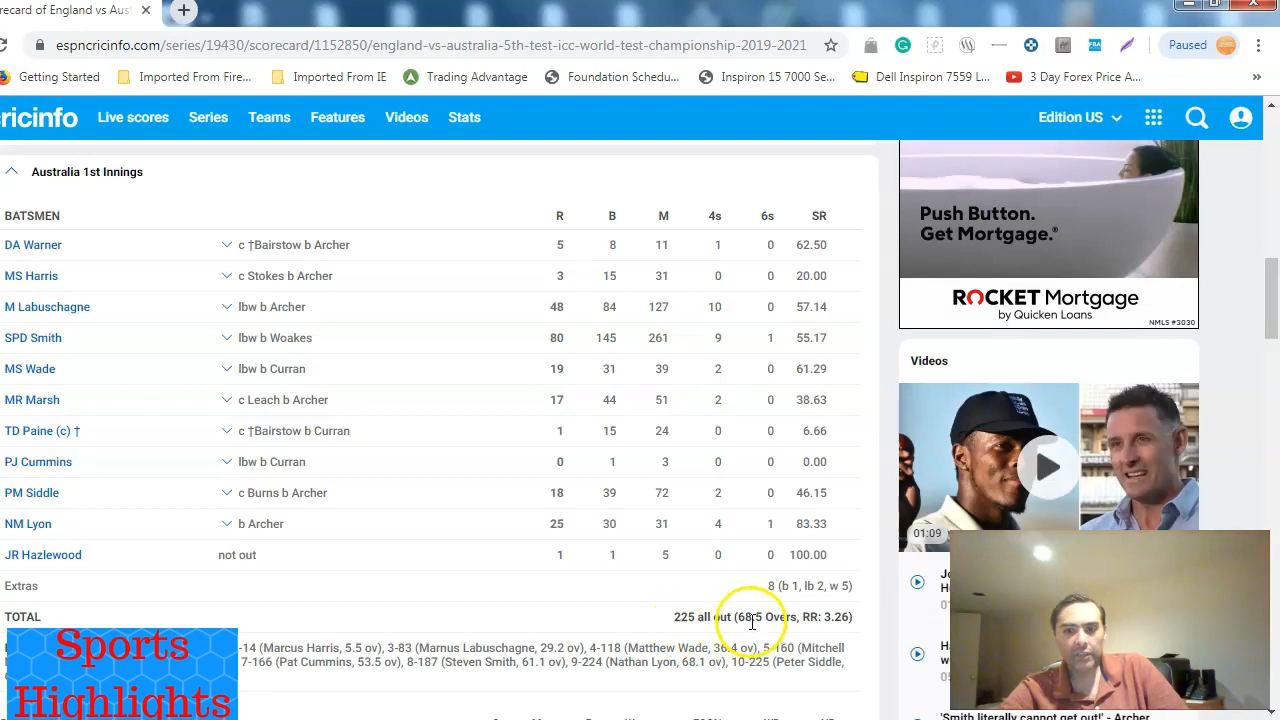 recard of England vs Aust
espncricinfo.com/series/19430/scorecard/115281
england-vs-australia-5th-test-icc-world-test-championship-2019-2021
Paused
Getting Started
Imported From Fire...
Imported From IE
Trading Advantage
Foundation Schedu...
Inspiron 15 7000 Se...
Dell Inspiron 7559 L...
3 Day Forex Price A...
»
ricinfo
Live scores
Series
Teams
Features
Videos
Stats
Edition US
Australia 1st Innings
BATSMEN R B M 4s 6s SR
DA Warner c †Bairstow b Archer 5 8 11 1 0 62.50
MS Harris c Stokes b Archer 3 15 31 0 0 20.00
M Labuschagne lbw b Archer 48 84 127 10 0 57.14
SPD Smith lbw b Woakes 80 145 261 9 1 55.17
MS Wade lbw b Curran 19 31 39 2 0 61.29
MR Marsh c Leach b Archer 17 44 51 2 0 38.63
TD Paine (c) † c †Bairstow b Curran 1 15 24 0 0 6.66
PJ Cummins lbw b Curran 0 1 3 0 0 0.00
PM Siddle c Burns b Archer 18 39 72 2 0 46.15
NM Lyon b Archer 25 30 31 4 1 83.33
JR Hazlewood not out 1 1 5 0 0 100.00
Extras 8 (b 1, lb 2, w 5)
TOTAL 225 all out (68.5 Overs, RR: 3.26)
-14 (Marcus Harris, 5.5 ov), 3-83 (Marnus Labuschagne, 29.2 ov), 4-118 (Matthew Wade, 36.4 ov), 5-160 (Mitchell
7-166 (Pat Cummins, 53.5 ov), 8-187 (Steven Smith, 61.1 ov), 9-224 (Nathan Lyon, 68.1 ov), 10-225 (Peter Siddle,
Sports
Highlights
Push Button.
Get Mortgage.®
ROCKET Mortgage
by Quicken Loans
NMLS #3030
Videos
01:09
'Smith literally cannot get out!' - Archer